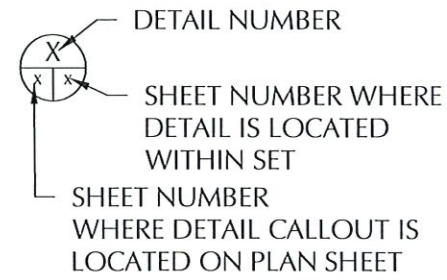 DETAIL NUMBER
X
x x
SHEET NUMBER WHERE
DETAIL IS LOCATED
WITHIN SET
SHEET NUMBER
WHERE DETAIL CALLOUT IS
LOCATED ON PLAN SHEET